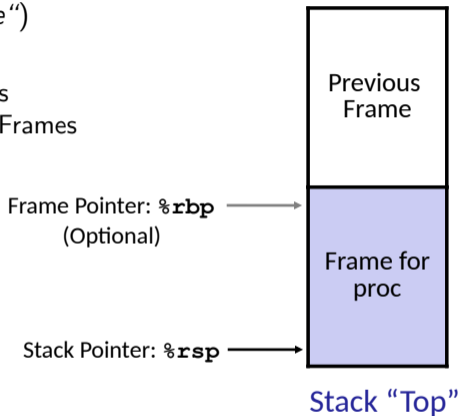 e“)
s
Frames
Previous
Frame
Frame Pointer: %rbp
(Optional)
Frame for
proc
Stack Pointer: %rsp
Stack “Top”